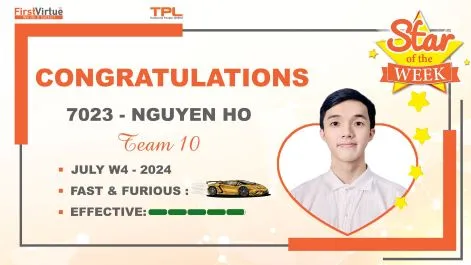 FirstVirtue
TPL
Star
of the
WEEK
CONGRATULATIONS
7023 - NGUYEN HO
Team 10
JULY W4 - 2024
FAST & FURIOUS :
EFFECTIVE: